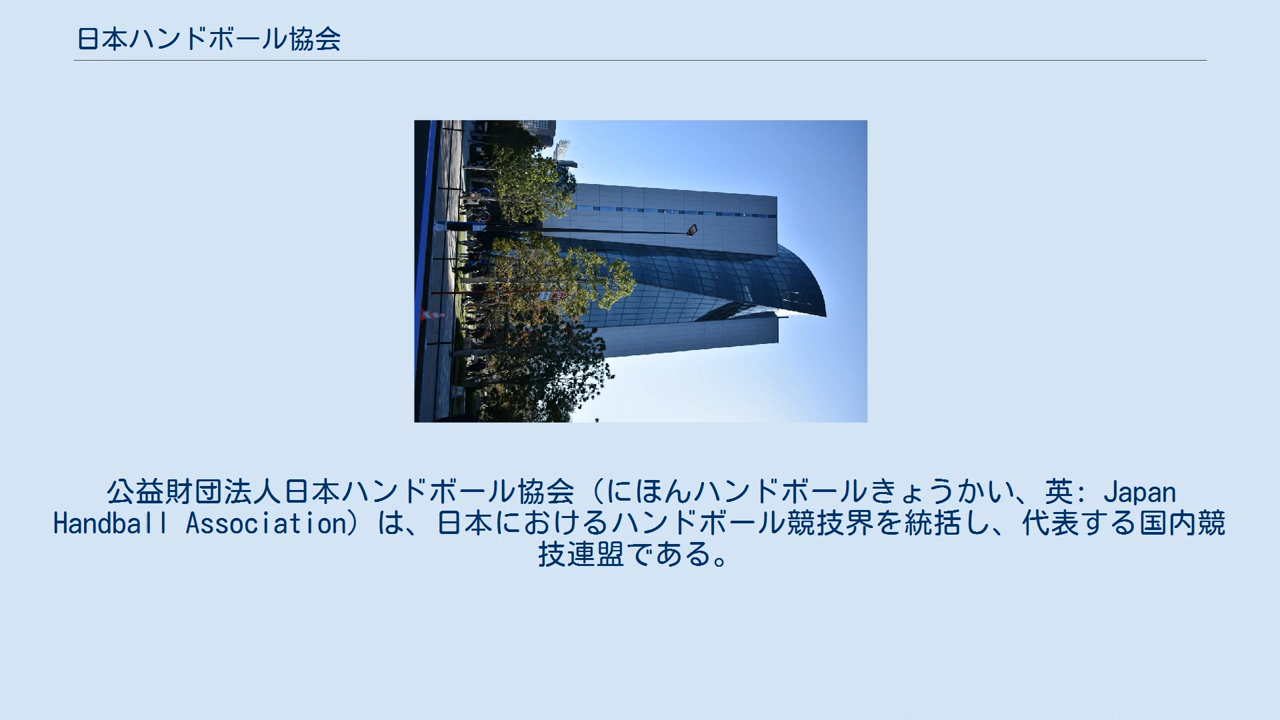 日本ハンドボール協会
公益財団法人日本ハンドボール協会（にほんハンドボールきょうかい、英: Japan
Handball Association）は、日本におけるハンドボール競技界を統括し、代表する国内競
技連盟である。